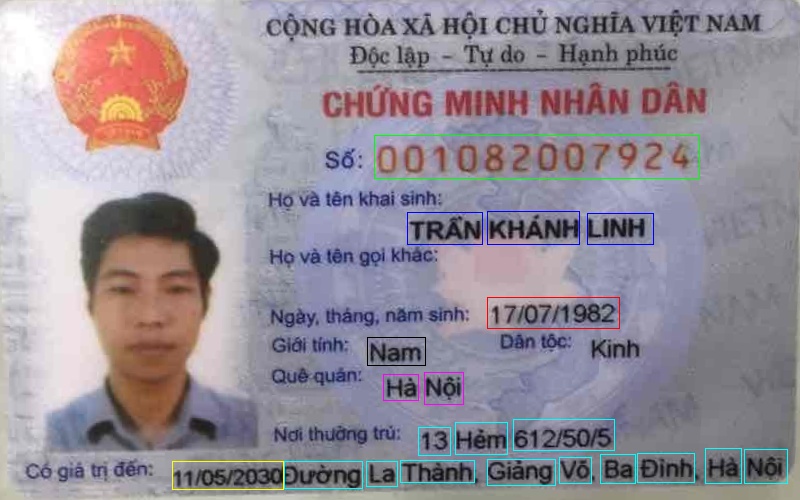 CỘNG HÒA XÃ HỘI CHỦ NGHĨA VIỆT NAM
Độc lập - Tự do - Hạnh phúc
CHỨNG MINH NHÂN DÂN
Số: 001082007924
Họ và tên khai sinh:
TRẦN KHÁNH LINH
Họ và tên gọi khác:
Ngày, tháng, năm sinh: 17/07/1982
Giới tính: Nam Dân tộc: Kinh
Quê quán: Hà Nội
Nơi thường trú: 13 Hẻm 612/50/5
Có giá trị đến: 11/05/2030 Đường La Thành, Giảng Võ, Ba Đình, Hà Nội